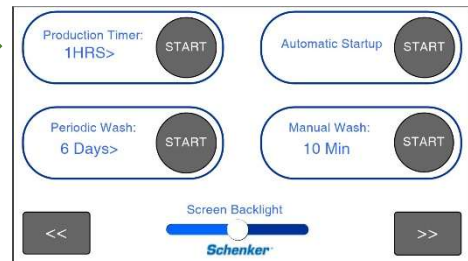 Production Timer:
1HRS>
START
Automatic Startup
START
Periodic Wash:
6 Days>
START
Manual Wash:
10 Min
START
Screen Backlight
<<
>>
Schenker